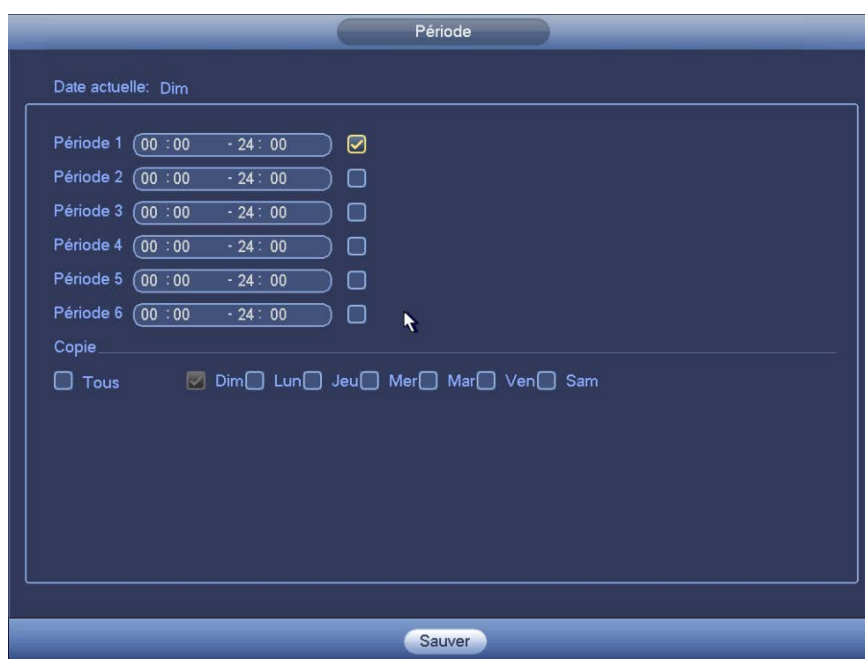 Période
Date actuelle: Dim
Période 1 00 :00 - 24 : 00
Période 2 00 :00 - 24 : 00
Période 3 00 :00 - 24 : 00
Période 4 00 :00 - 24 : 00
Période 5 00 :00 - 24 : 00
Période 6 00 :00 - 24 : 00
Copie
Tous Dim Lun Jeu Mer Mar Ven Sam
Sauver